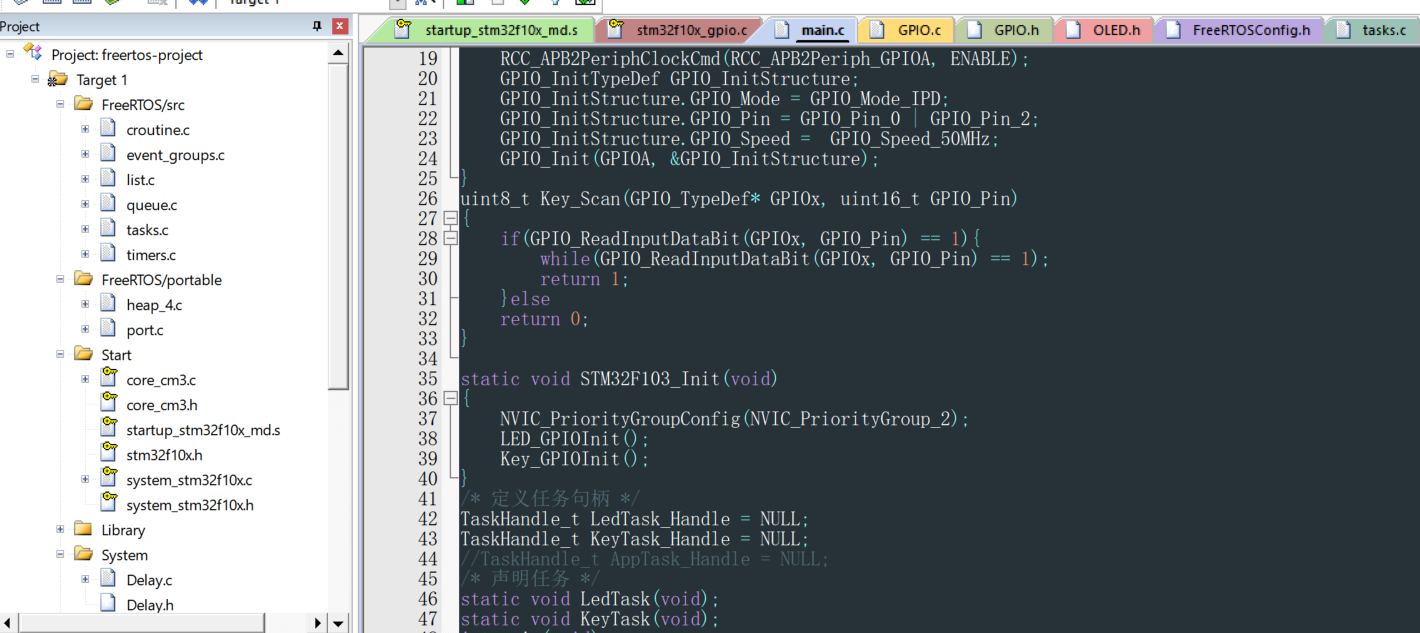 Target 1
Project
Project: freertos-project
Target 1
FreeRTOS/src
croutine.c
event_groups.c
list.c
queue.c
tasks.c
timers.c
FreeRTOS/portable
heap_4.c
port.c
Start
core_cm3.c
core_cm3.h
startup_stm32f10x_md.s
stm32f10x.h
system_stm32f10x.c
system_stm32f10x.h
Library
System
Delay.c
Delay.h
startup_stm32f10x_md.s stm32f10x_gpio.c main.c GPIO.c GPIO.h OLED.h FreeRTOSConfig.h tasks.c
19 RCC_APB2PeriphClockCmd(RCC_APB2Periph_GPIOA, ENABLE);
20 GPIO_InitTypeDef GPIO_InitStructure;
21 GPIO_InitStructure.GPIO_Mode = GPIO_Mode_IPD;
22 GPIO_InitStructure.GPIO_Pin = GPIO_Pin_0 | GPIO_Pin_2;
23 GPIO_InitStructure.GPIO_Speed =  GPIO_Speed_50MHz;
24 GPIO_Init(GPIOA, &GPIO_InitStructure);
25 }
26 uint8_t Key_Scan(GPIO_TypeDef* GPIOx, uint16_t GPIO_Pin)
27 {
28 if(GPIO_ReadInputDataBit(GPIOx, GPIO_Pin) == 1){
29 while(GPIO_ReadInputDataBit(GPIOx, GPIO_Pin) == 1);
30 return 1;
31 }else
32 return 0;
33 }
34
35 static void STM32F103_Init(void)
36 {
37 NVIC_PriorityGroupConfig(NVIC_PriorityGroup_2);
38 LED_GPIOInit();
39 Key_GPIOInit();
40 }
41 /* 定义任务句柄 */
42 TaskHandle_t LedTask_Handle = NULL;
43 TaskHandle_t KeyTask_Handle = NULL;
44 //TaskHandle_t AppTask_Handle = NULL;
45 /* 声明任务 */
46 static void LedTask(void);
47 static void KeyTask(void);